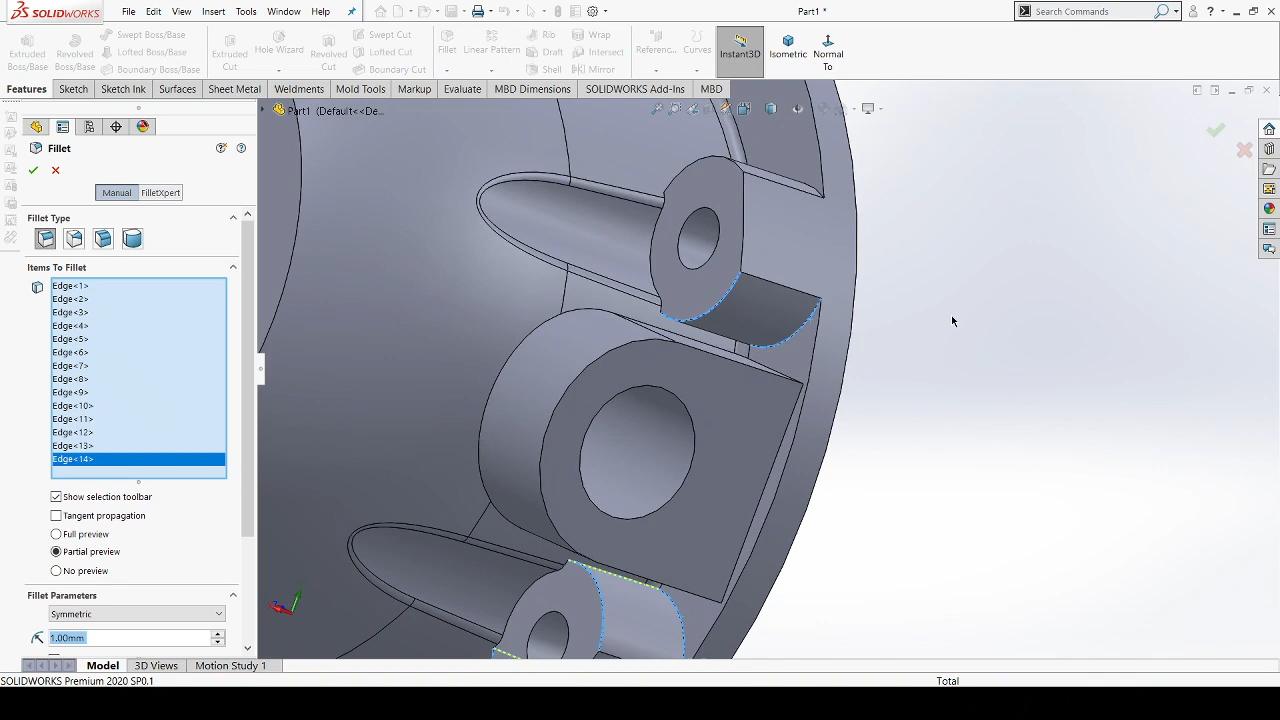 SOLIDWORKS
File
Edit
View
Insert
Tools
Window
Help
Part1 *
Search Commands
Extruded
Boss/Base
Revolved
Boss/Base
Swept Boss/Base
Lofted Boss/Base
Boundary Boss/Base
Extruded
Cut
Hole Wizard
Revolved
Cut
Swept Cut
Lofted Cut
Boundary Cut
Fillet
Linear Pattern
Rib
Draft
Shell
Wrap
Intersect
Mirror
Referenc...
Curves
Instant3D
Isometric
Normal
To
Features
Sketch
Sketch Ink
Surfaces
Sheet Metal
Weldments
Mold Tools
Markup
Evaluate
MBD Dimensions
SOLIDWORKS Add-Ins
MBD
Part1 (Default<<De...
Fillet
Manual
FilletXpert
Fillet Type
Items To Fillet
Edge<1>
Edge<2>
Edge<3>
Edge<4>
Edge<5>
Edge<6>
Edge<7>
Edge<8>
Edge<9>
Edge<10>
Edge<11>
Edge<12>
Edge<13>
Edge<14>
Show selection toolbar
Tangent propagation
Full preview
Partial preview
No preview
Fillet Parameters
Symmetric
1.00mm
Model
3D Views
Motion Study 1
SOLIDWORKS Premium 2020 SP0.1
Total